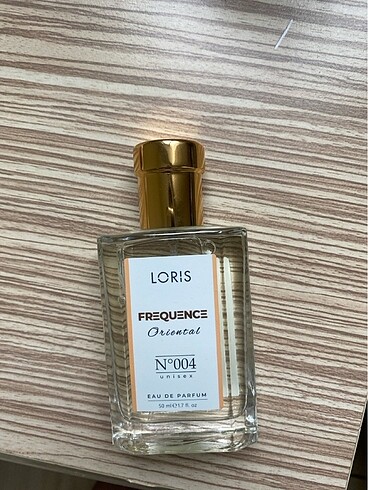 LORIS
FREQUENCE
Oriental
N°004
unisex
EAU DE PARFUM
50 ml℮1.7 fl. oz